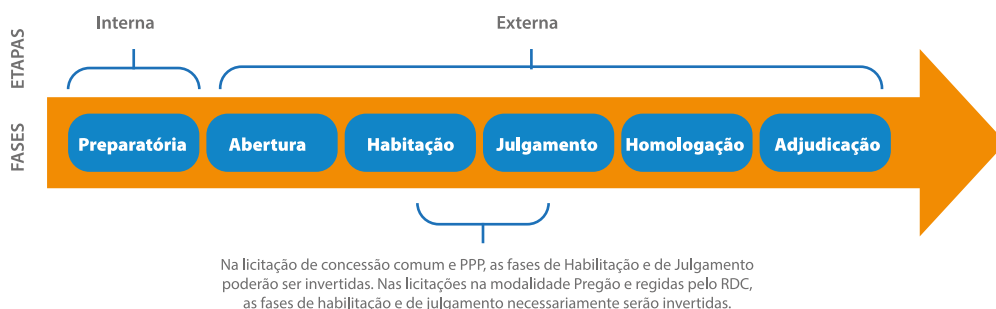 Interna
Externa
ETAPAS
FASES
Preparatória
Abertura
Habitação
Julgamento
Homologação
Adjudicação
Na licitação de concessão comum e PPP, as fases de Habilitação e de Julgamento
poderão ser invertidas. Nas licitações na modalidade Pregão e regidas pelo RDC,
as fases de habilitação e de julgamento necessariamente serão invertidas.